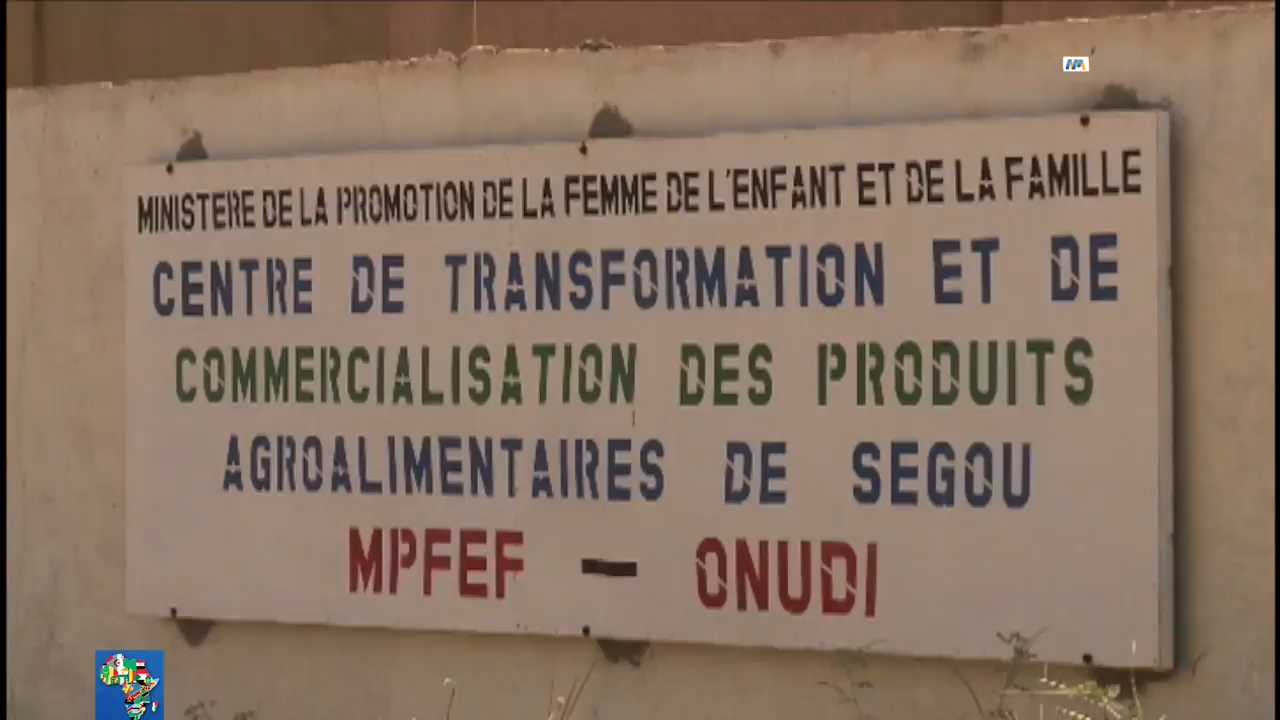 MINISTERE DE LA PROMOTION DE LA FEMME DE L'ENFANT ET DE LA FAMILLE
CENTRE DE TRANSFORMATION ET DE
COMMERCIALISATION DES PRODUITS
AGROALIMENTAIRES DE SEGOU
MPFEF - ONUDI